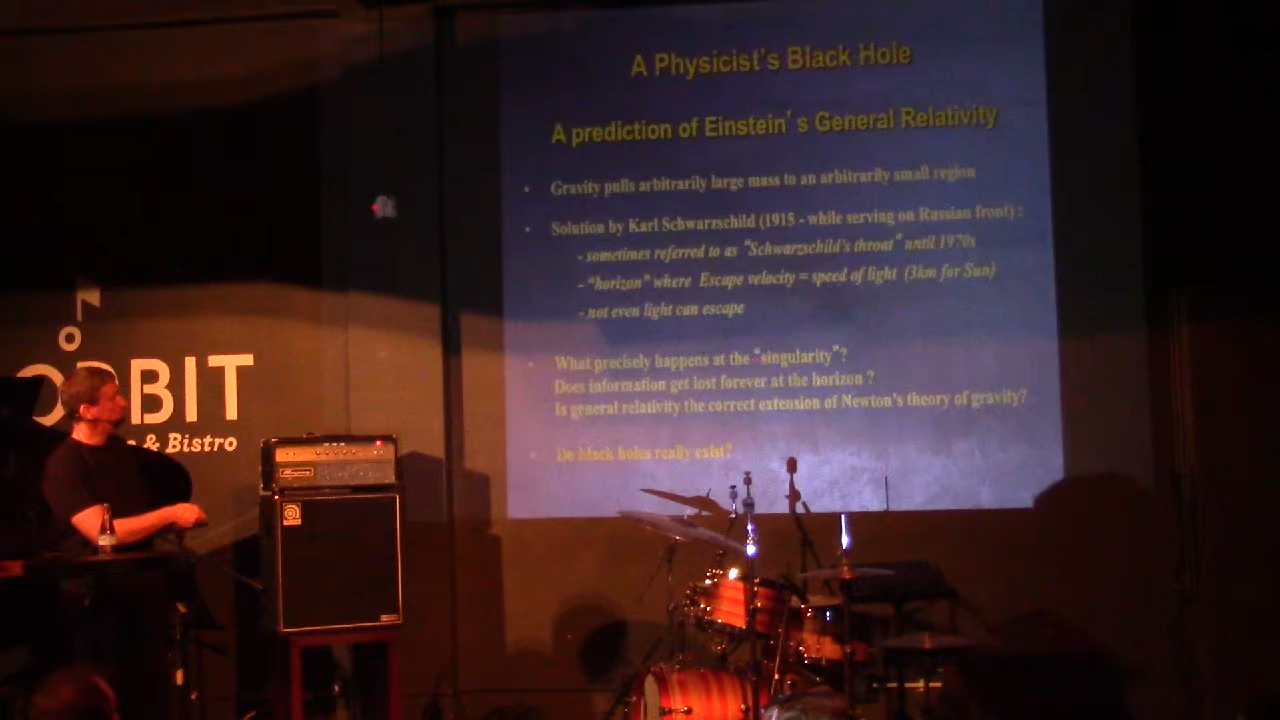 A Physicist's Black Hole
A prediction of Einstein's General Relativity
• Gravity pulls arbitrarily large mass to an arbitrarily small region
• Solution by Karl Schwarzschild (1915 - while serving on Russian front) :
- sometimes referred to as "Schwarzschild's throat" until 1970s
- "horizon" where Escape velocity = speed of light (3km for Sun)
- not even light can escape
• What precisely happens at the "singularity"?
Does information get lost forever at the horizon ?
Is general relativity the correct extension of Newton's theory of gravity?
• Do black holes really exist?
ORBIT
& Bistro
Ampeg